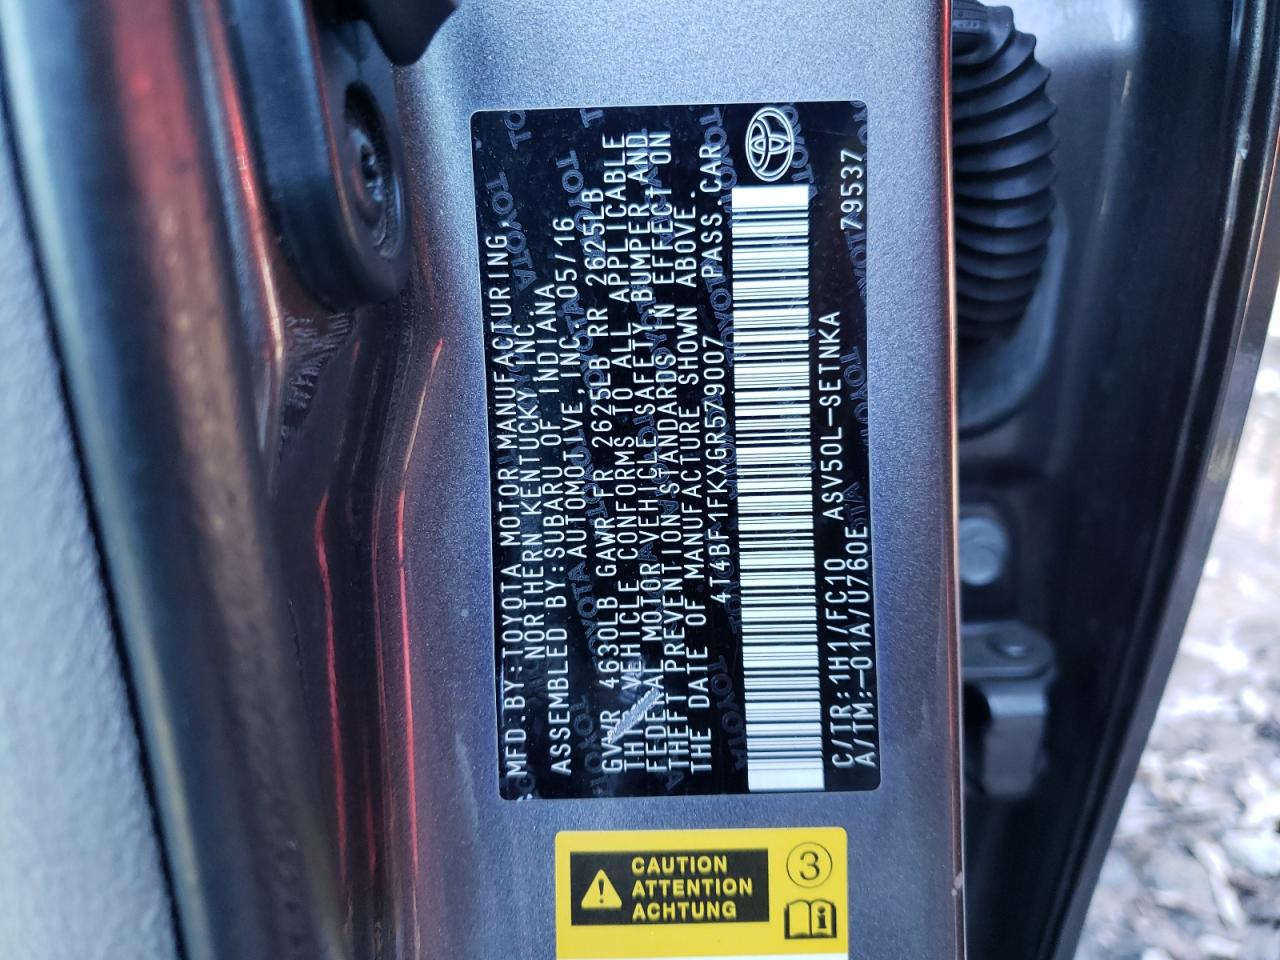 MFD.BY:TOYOTA MOTOR MANUFACTURING,
NORTHERN KENTUCKY, INC.
ASSEMBLED BY:SUBARU OF INDIANA
AUTOMOTIVE, INC. 05/16
GVWR 4630LB GAWR FR 2625LB RR 2625LB
THIS VEHICLE CONFORMS TO ALL APPLICABLE
FEDERAL MOTOR VEHICLE SAFETY, BUMPER, AND
THEFT PREVENTION STANDARDS IN EFFECT ON
THE DATE OF MANUFACTURE SHOWN ABOVE.
4T4BF1FKXGR579007 PASS.CAR
C/TR:1H1/FC10 ASV50L-SETNKA 79537
A/TM:-01A/U760E
CAUTION
ATTENTION
ACHTUNG
3